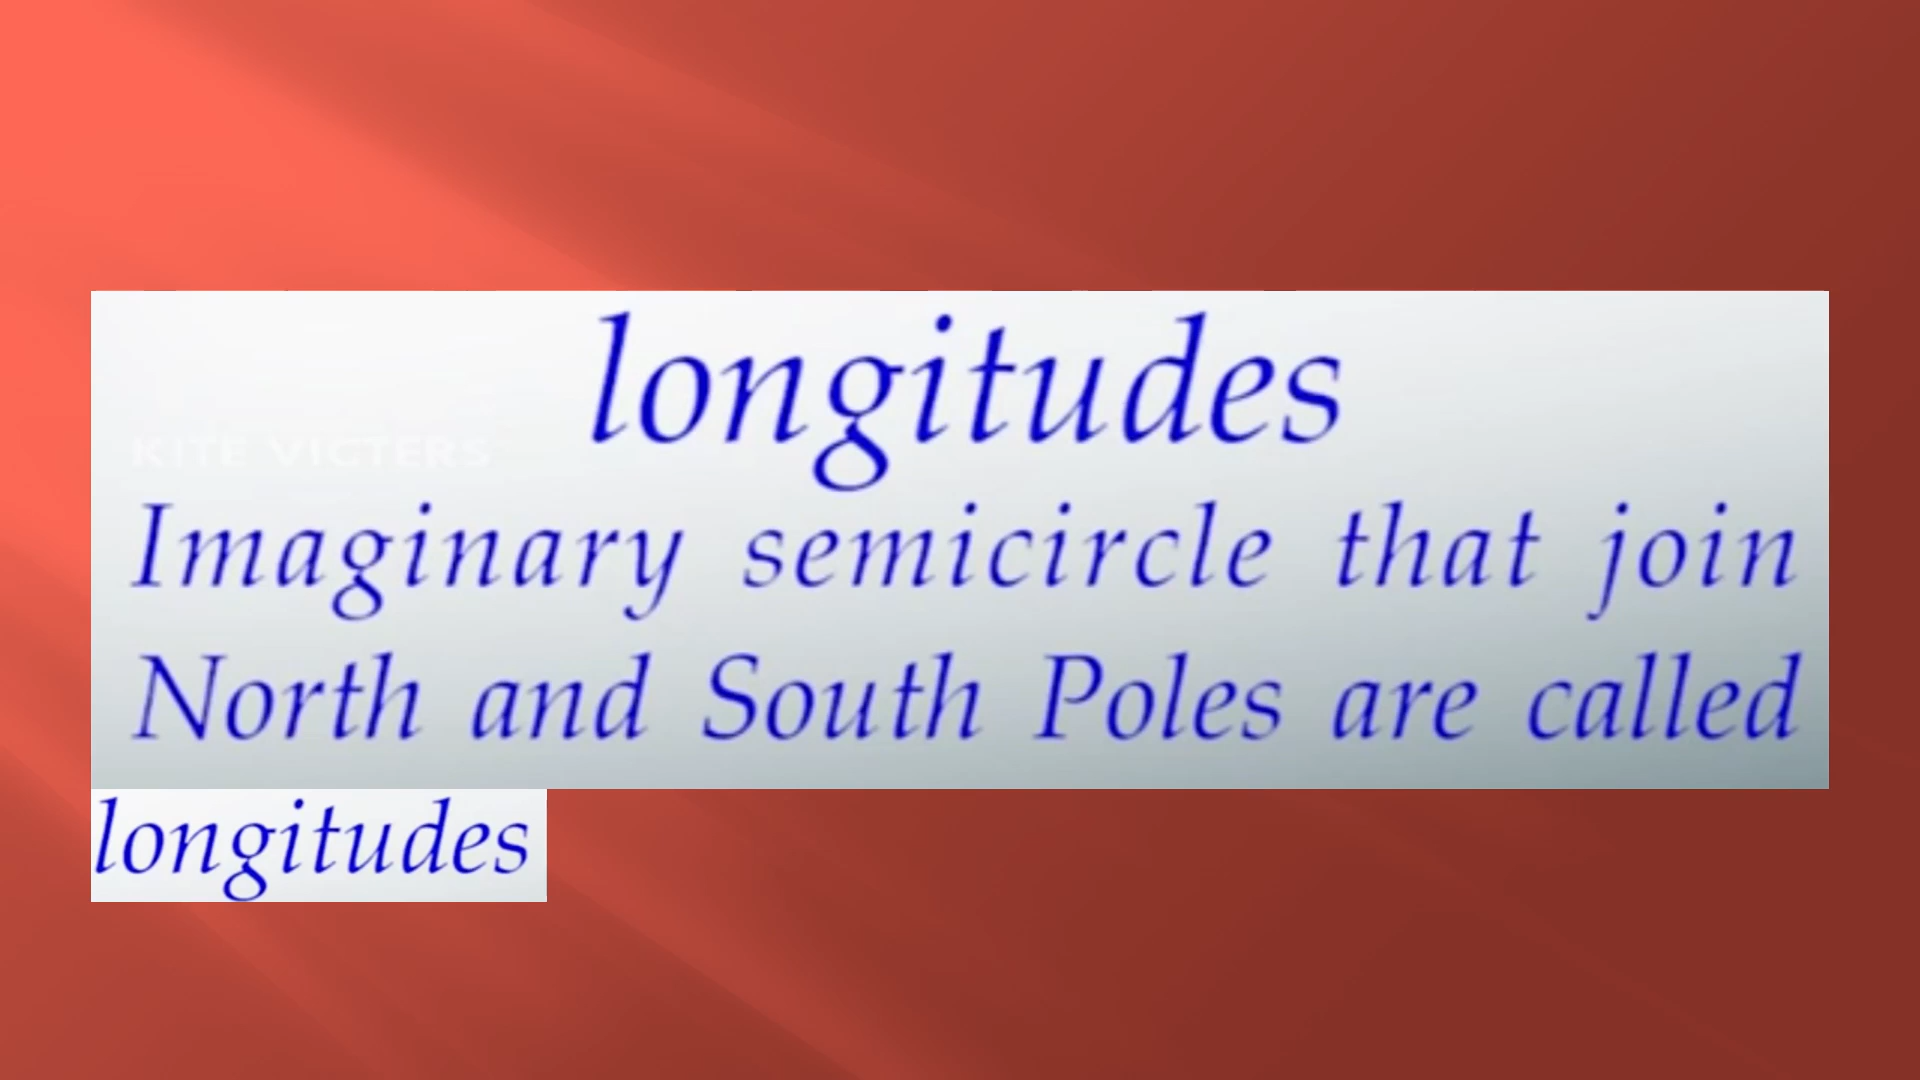 longitudes
KITE VICTERS
Imaginary semicircle that join
North and South Poles are called
longitudes